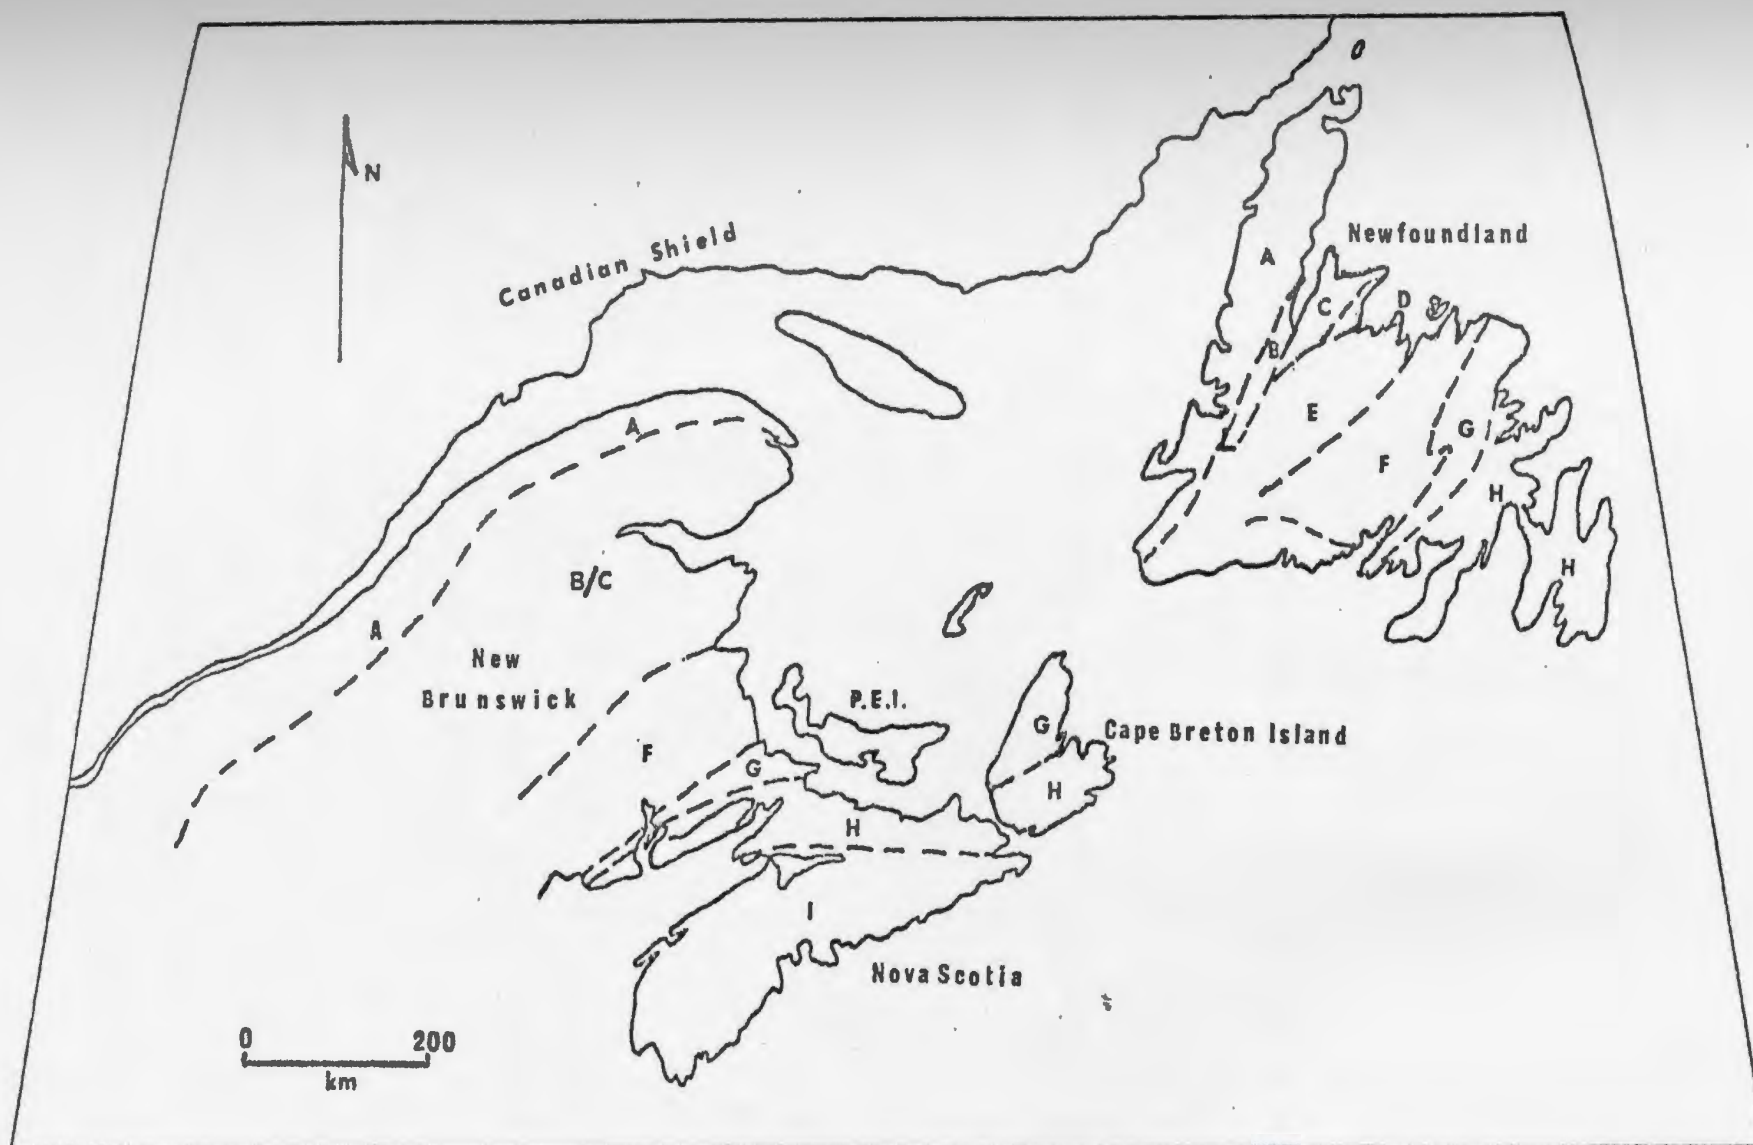 N
Canadian Shield
Newfoundland
A
C
D
B
E
G
F
H
H
A
A
B/C
New
Brunswick
P.E.I.
F
G
G
Cape Breton Island
H
H
I
Nova Scotia
0 200
km